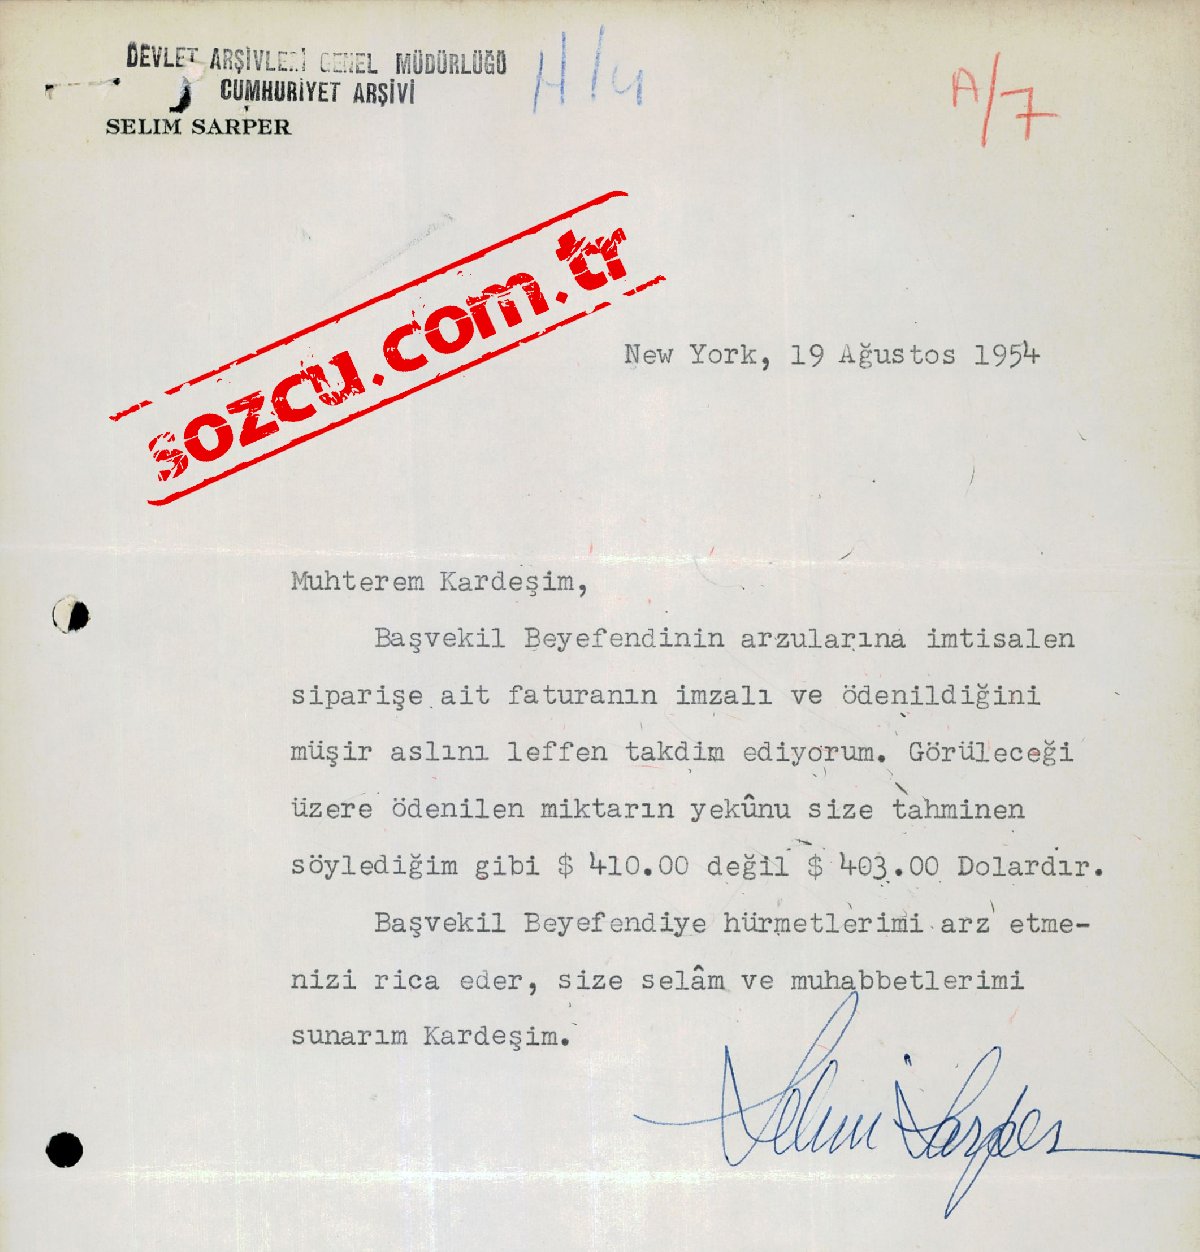 DEVLET ARŞİVLERİ GENEL MÜDÜRLÜĞÜ
CUMHURİYET ARŞİVİ
SELIM SARPER
H/4
A/7
sozcu.com.tr
New York, 19 Ağustos 1954
Muhterem Kardeşim,
Başvekil Beyefendinin arzularına imtisalen
siparişe ait faturanın imzalı ve ödenildiğini
müşir aslını leffen takdim ediyorum. Görüleceği
üzere ödenilen miktarın yekûnu size tahminen
söylediğim gibi $ 410.00 değil $ 403.00 Dolardır.
Başvekil Beyefendiye hürmetlerimi arz etme-
nizi rica eder, size selâm ve muhabbetlerimi
sunarım Kardeşim.
Selim Sarper